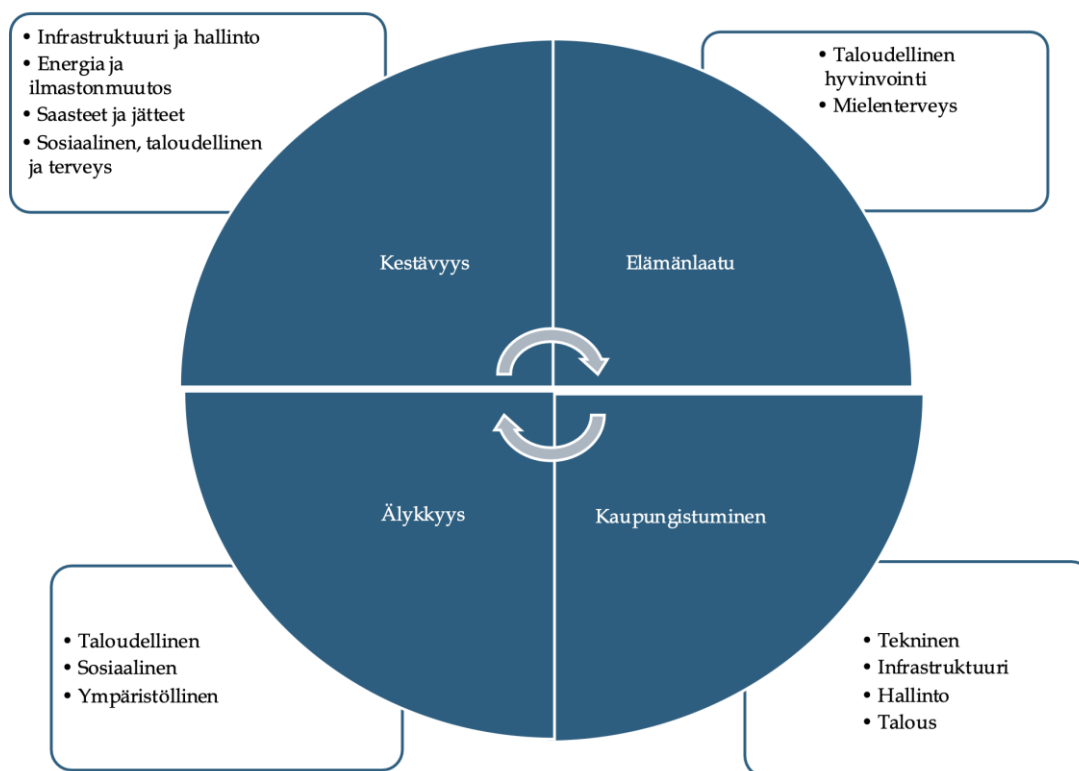 • Infrastruktuuri ja hallinto
• Energia ja
ilmastonmuutos
• Saasteet ja jätteet
• Sosiaalinen, taloudellinen
ja terveys
• Taloudellinen
hyvinvointi
• Mielenterveys
Kestävyys
Elämänlaatu
Älykkyys
Kaupungistuminen
• Taloudellinen
• Sosiaalinen
• Ympäristöllinen
• Tekninen
• Infrastruktuuri
• Hallinto
• Talous